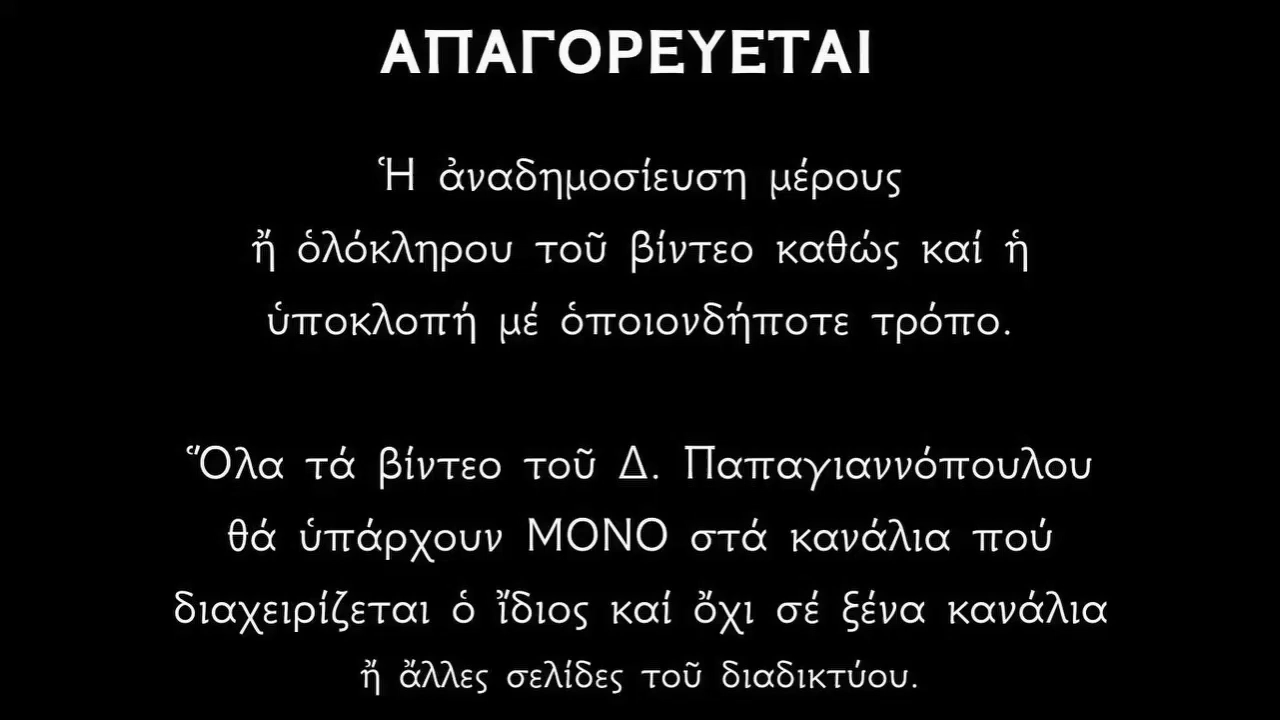 ΑΠΑΓΟΡΕΥΕΤΑΙ
Ἡ ἀναδημοσίευση μέρους
ἤ ὁλόκληρου τοῦ βίντεο καθώς καί ἡ
ὑποκλοπή μέ ὁποιονδήποτε τρόπο.
Ὅλα τά βίντεο τοῦ Δ. Παπαγιαννόπουλου
θά ὑπάρχουν ΜΟΝΟ στά κανάλια πού
διαχειρίζεται ὁ ἴδιος καί ὄχι σέ ξένα κανάλια
ἤ ἄλλες σελίδες τοῦ διαδικτύου.